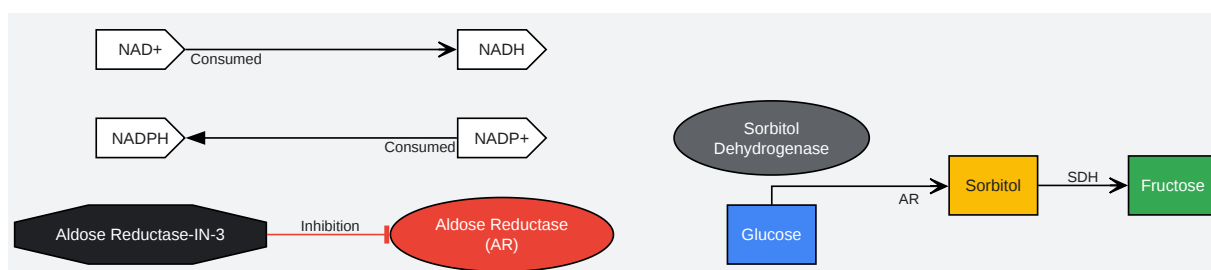 NAD+
Consumed
NADH
NADPH
Consumed
NADP+
Sorbitol
Dehydrogenase
AR
Sorbitol
SDH
Fructose
Aldose Reductase-IN-3
Inhibition
Aldose Reductase
(AR)
Glucose